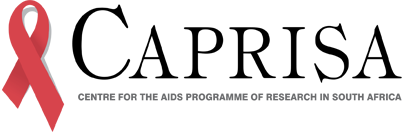 CAPRISA
CENTRE FOR THE AIDS PROGRAMME OF RESEARCH IN SOUTH AFRICA